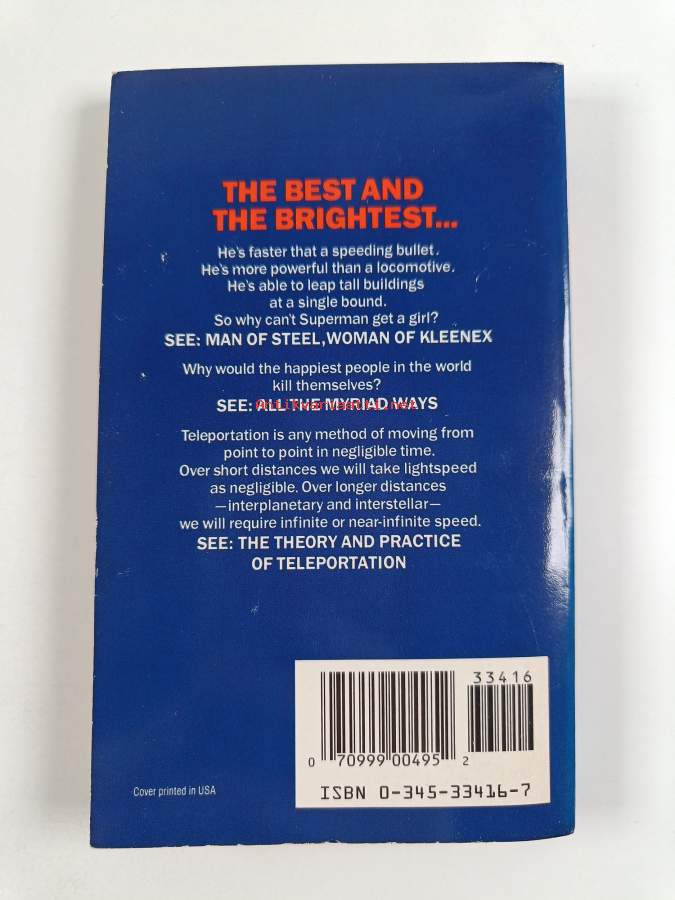 THE BEST AND
THE BRIGHTEST...
He's faster that a speeding bullet.
He's more powerful than a locomotive.
He's able to leap tall buildings
at a single bound.
So why can't Superman get a girl?
SEE: MAN OF STEEL, WOMAN OF KLEENEX
Why would the happiest people in the world
kill themselves?
SEE: ALL THE MYRIAD WAYS
Antikvariaatti.net
Teleportation is any method of moving from
point to point in negligible time.
Over short distances we will take lightspeed
as negligible. Over longer distances
—interplanetary and interstellar—
we will require infinite or near-infinite speed.
SEE: THE THEORY AND PRACTICE
OF TELEPORTATION
33416
0 70999 00495 2
ISBN 0-345-33416-7
Cover printed in USA